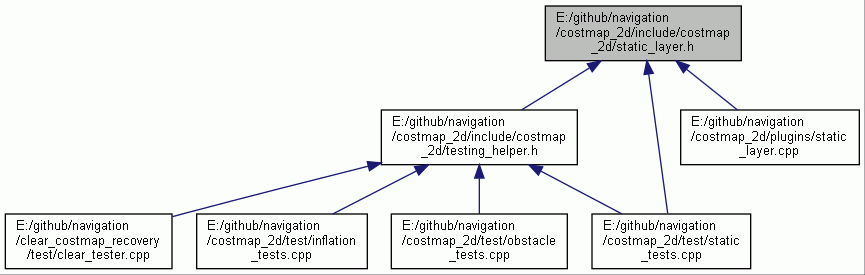 E:/github/navigation
/costmap_2d/include/costmap
_2d/static_layer.h
E:/github/navigation
/costmap_2d/include/costmap
_2d/testing_helper.h
E:/github/navigation
/costmap_2d/plugins/static
_layer.cpp
E:/github/navigation
/clear_costmap_recovery
/test/clear_tester.cpp
E:/github/navigation
/costmap_2d/test/inflation
_tests.cpp
E:/github/navigation
/costmap_2d/test/obstacle
_tests.cpp
E:/github/navigation
/costmap_2d/test/static
_tests.cpp